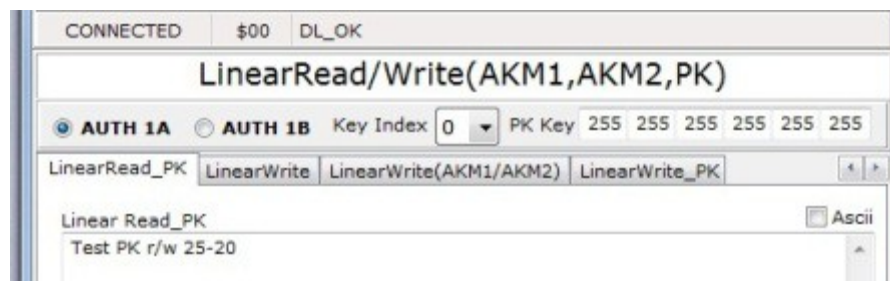 CONNECTED $00 DL_OK
LinearRead/Write(AKM1,AKM2,PK)
AUTH 1A AUTH 1B Key Index 0 PK Key 255 255 255 255 255 255
LinearRead_PK LinearWrite LinearWrite(AKM1/AKM2) LinearWrite_PK
Linear Read_PK Ascii
Test PK r/w 25-20